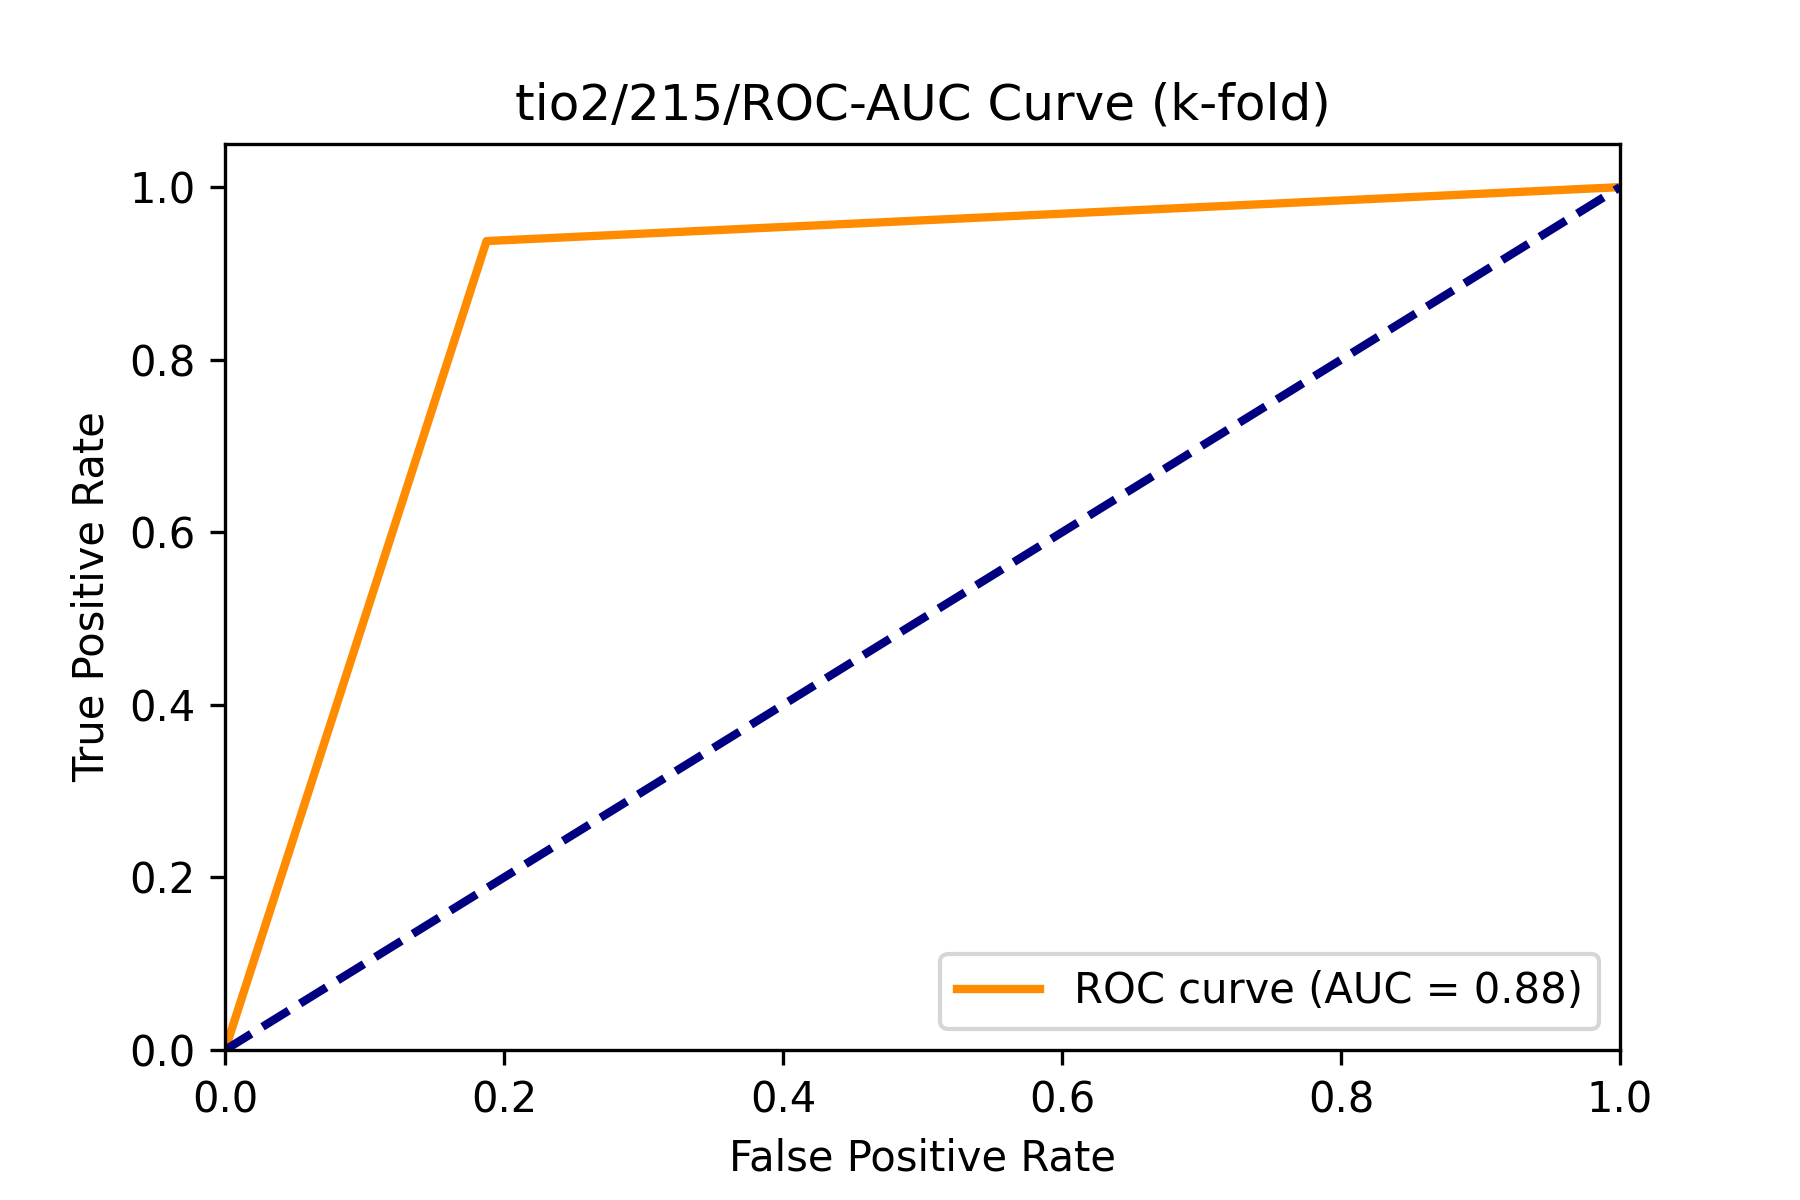 tio2/215/ROC-AUC Curve (k-fold)
True Positive Rate
1.0
0.8
0.6
0.4
0.2
0.0
0.0 0.2 0.4 0.6 0.8 1.0
False Positive Rate
ROC curve (AUC = 0.88)